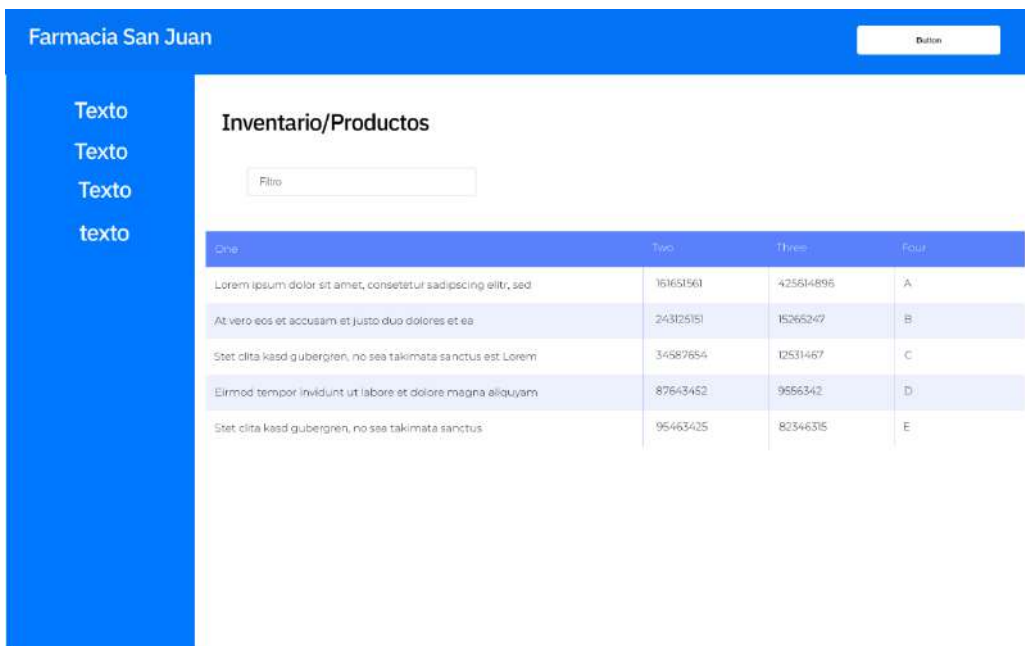 Farmacia San Juan
Button
Texto
Texto
Texto
texto
Inventario/Productos
Filtro
One Two Three Four
Lorem ipsum dolor sit amet, consetetur sadipscing elitr, sed 161651561 425614896 A
At vero eos et accusam et justo duo dolores et ea 243125151 15265247 B
Stet clita kasd gubergren, no sea takimata sanctus est Lorem 34587654 12531467 C
Eirmod tempor invidunt ut labore et dolore magna aliquyam 87643452 9556342 D
Stet clita kasd gubergren, no sea takimata sanctus 95463425 82346315 E